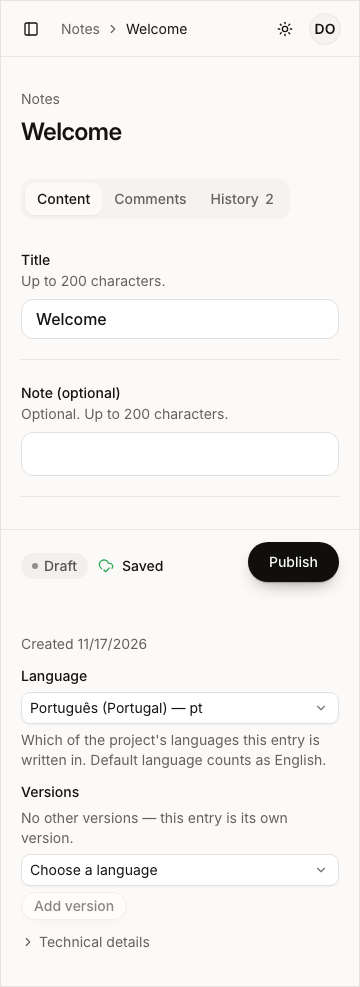 Notes > Welcome DO
Notes
Welcome
Content Comments History 2
Title
Up to 200 characters.
Welcome
Note (optional)
Optional. Up to 200 characters.
Draft Saved Publish
Created 11/17/2026
Language
Português (Portugal) — pt
Which of the project's languages this entry is
written in. Default language counts as English.
Versions
No other versions — this entry is its own
version.
Choose a language
Add version
Technical details